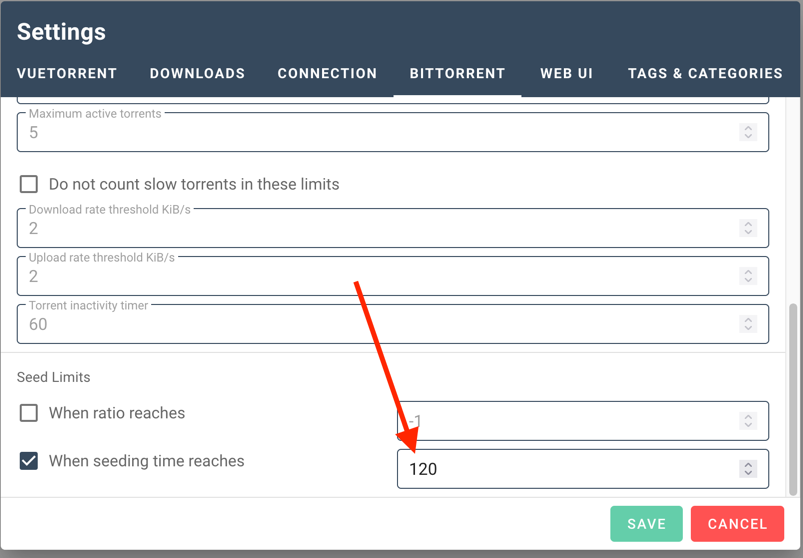 Settings
VUETORRENT DOWNLOADS CONNECTION BITTORRENT WEB UI TAGS & CATEGORIES
Maximum active torrents
5
Do not count slow torrents in these limits
Download rate threshold KiB/s
2
Upload rate threshold KiB/s
2
Torrent inactivity timer
60
Seed Limits
When ratio reaches -1
When seeding time reaches 120
SAVE CANCEL